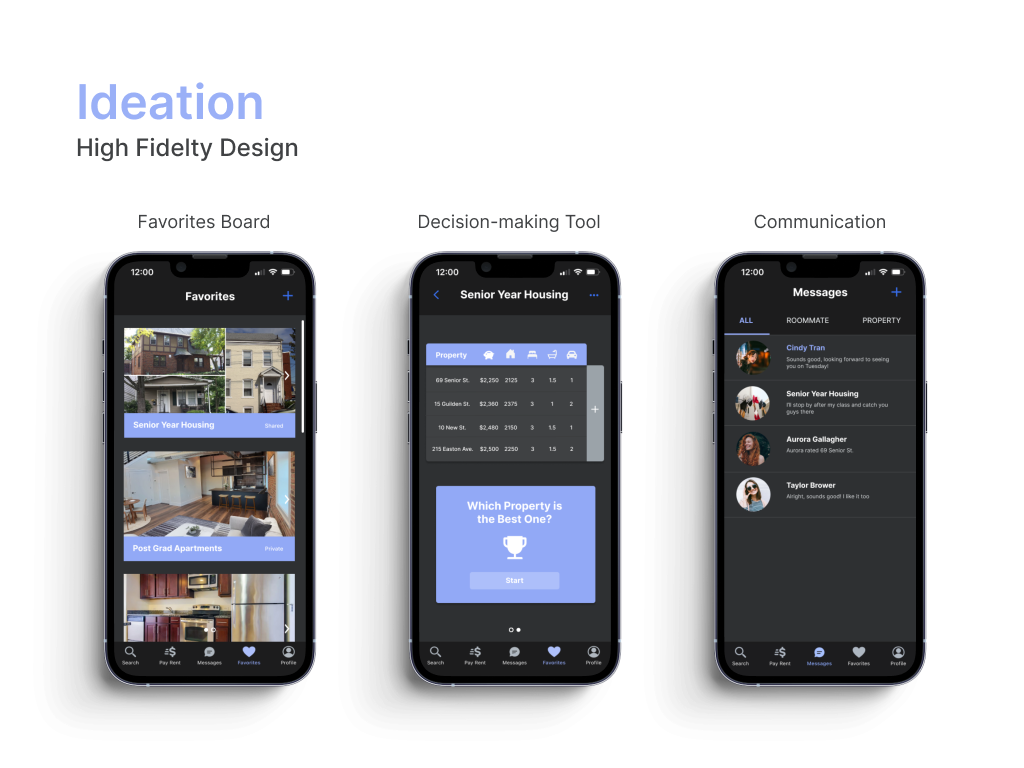 Ideation
High Fidelty Design
Favorites Board
12:00
Favorites
+
Senior Year Housing Shared
Post Grad Apartments Private
Search Pay Rent Messages Favorites Profile
Decision-making Tool
12:00
Senior Year Housing
Property
69 Senior St. $2,250 2125 3 1.5 1
15 Guilden St. $2,360 2375 3 1 2
10 New St. $2,480 2150 3 1.5 1
215 Easton Ave. $2,500 2250 3 1.5 2
+
Which Property is
the Best One?
Start
Search Pay Rent Messages Favorites Profile
Communication
12:00
Messages
+
ALL ROOMMATE PROPERTY
Cindy Tran
Sounds good, looking forward to seeing
you on Tuesday!
Senior Year Housing
I'll stop by after my class and catch you
guys there
Aurora Gallagher
Aurora rated 69 Senior St.
Taylor Brower
Alright, sounds good! I like it too
Search Pay Rent Messages Favorites Profile